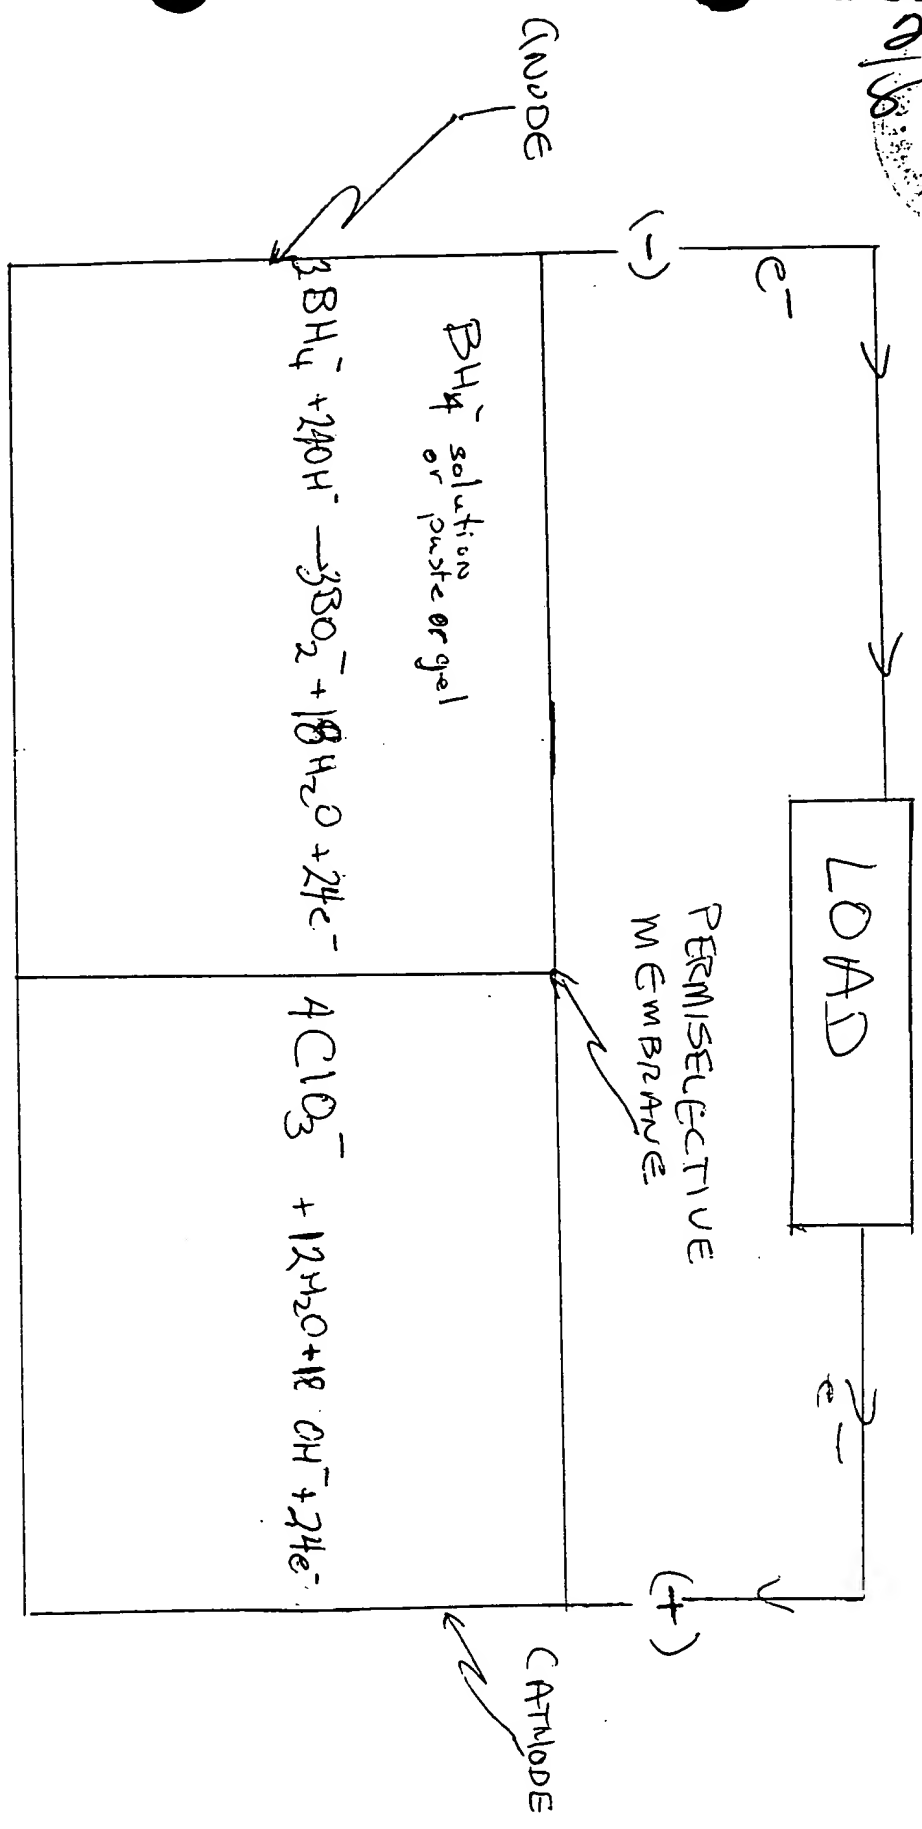 e-
LOAD
e-
(-)
(+)
PERMISELECTIVE
MEMBRANE
ANODE
CATHODE
BH₄⁻ solution
or paste or gel
3BH₄⁻ + 24OH⁻ → 3BO₂⁻ + 18H₂O + 24e⁻
4ClO₃⁻ + 12H₂O + 18 OH⁻ + 24e⁻